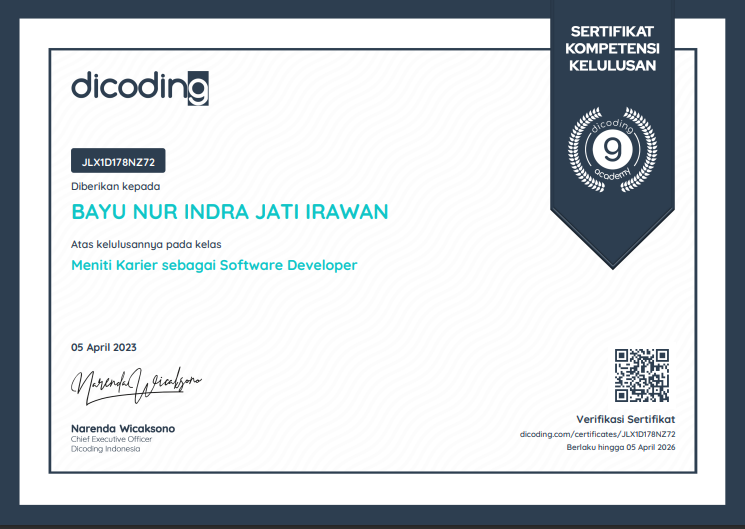 SERTIFIKAT
KOMPETENSI
KELULUSAN
dicoding
dicoding
academy
JLX1D178NZ72
Diberikan kepada
BAYU NUR INDRA JATI IRAWAN
Atas kelulusannya pada kelas
Meniti Karier sebagai Software Developer
05 April 2023
Narenda Wicaksono
Narenda Wicaksono
Chief Executive Officer
Dicoding Indonesia
Verifikasi Sertifikat
dicoding.com/certificates/JLX1D178NZ72
Berlaku hingga 05 April 2026